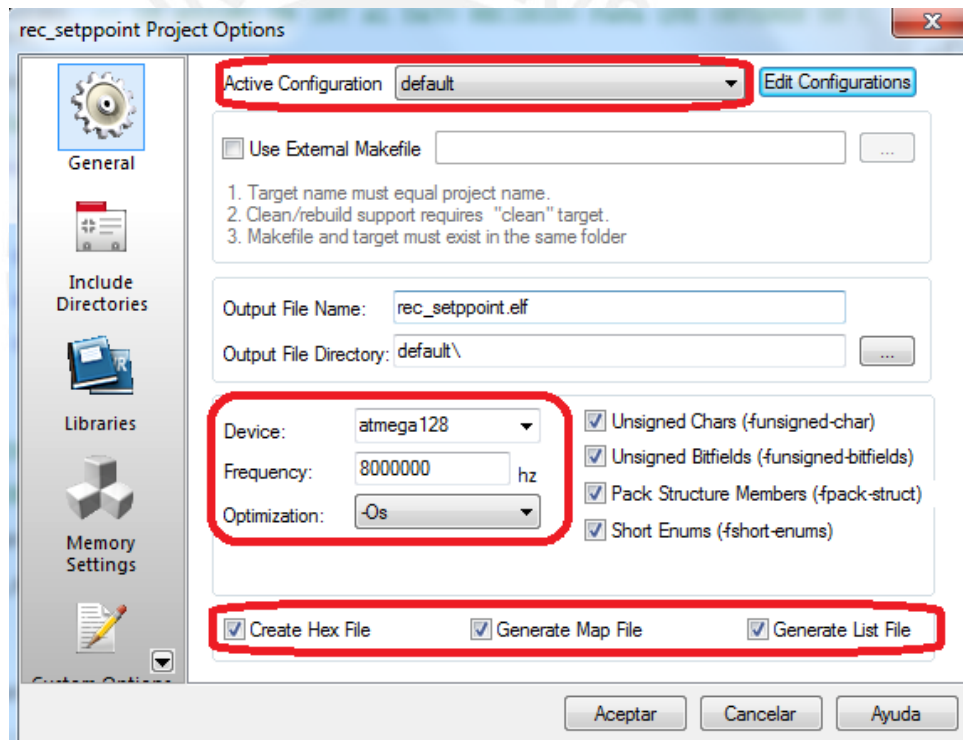 rec_setppoint Project Options
X
General
Include
Directories
Libraries
Memory
Settings
Active Configuration default Edit Configurations
Use External Makefile ...
1. Target name must equal project name.
2. Clean/rebuild support requires "clean" target.
3. Makefile and target must exist in the same folder
Output File Name: rec_setppoint.elf
Output File Directory: default\ ...
Device: atmega128
Frequency: 8000000 hz
Optimization: -Os
Unsigned Chars (-funsigned-char)
Unsigned Bitfields (-funsigned-bitfields)
Pack Structure Members (-fpack-struct)
Short Enums (-fshort-enums)
Create Hex File Generate Map File Generate List File
Aceptar Cancelar Ayuda